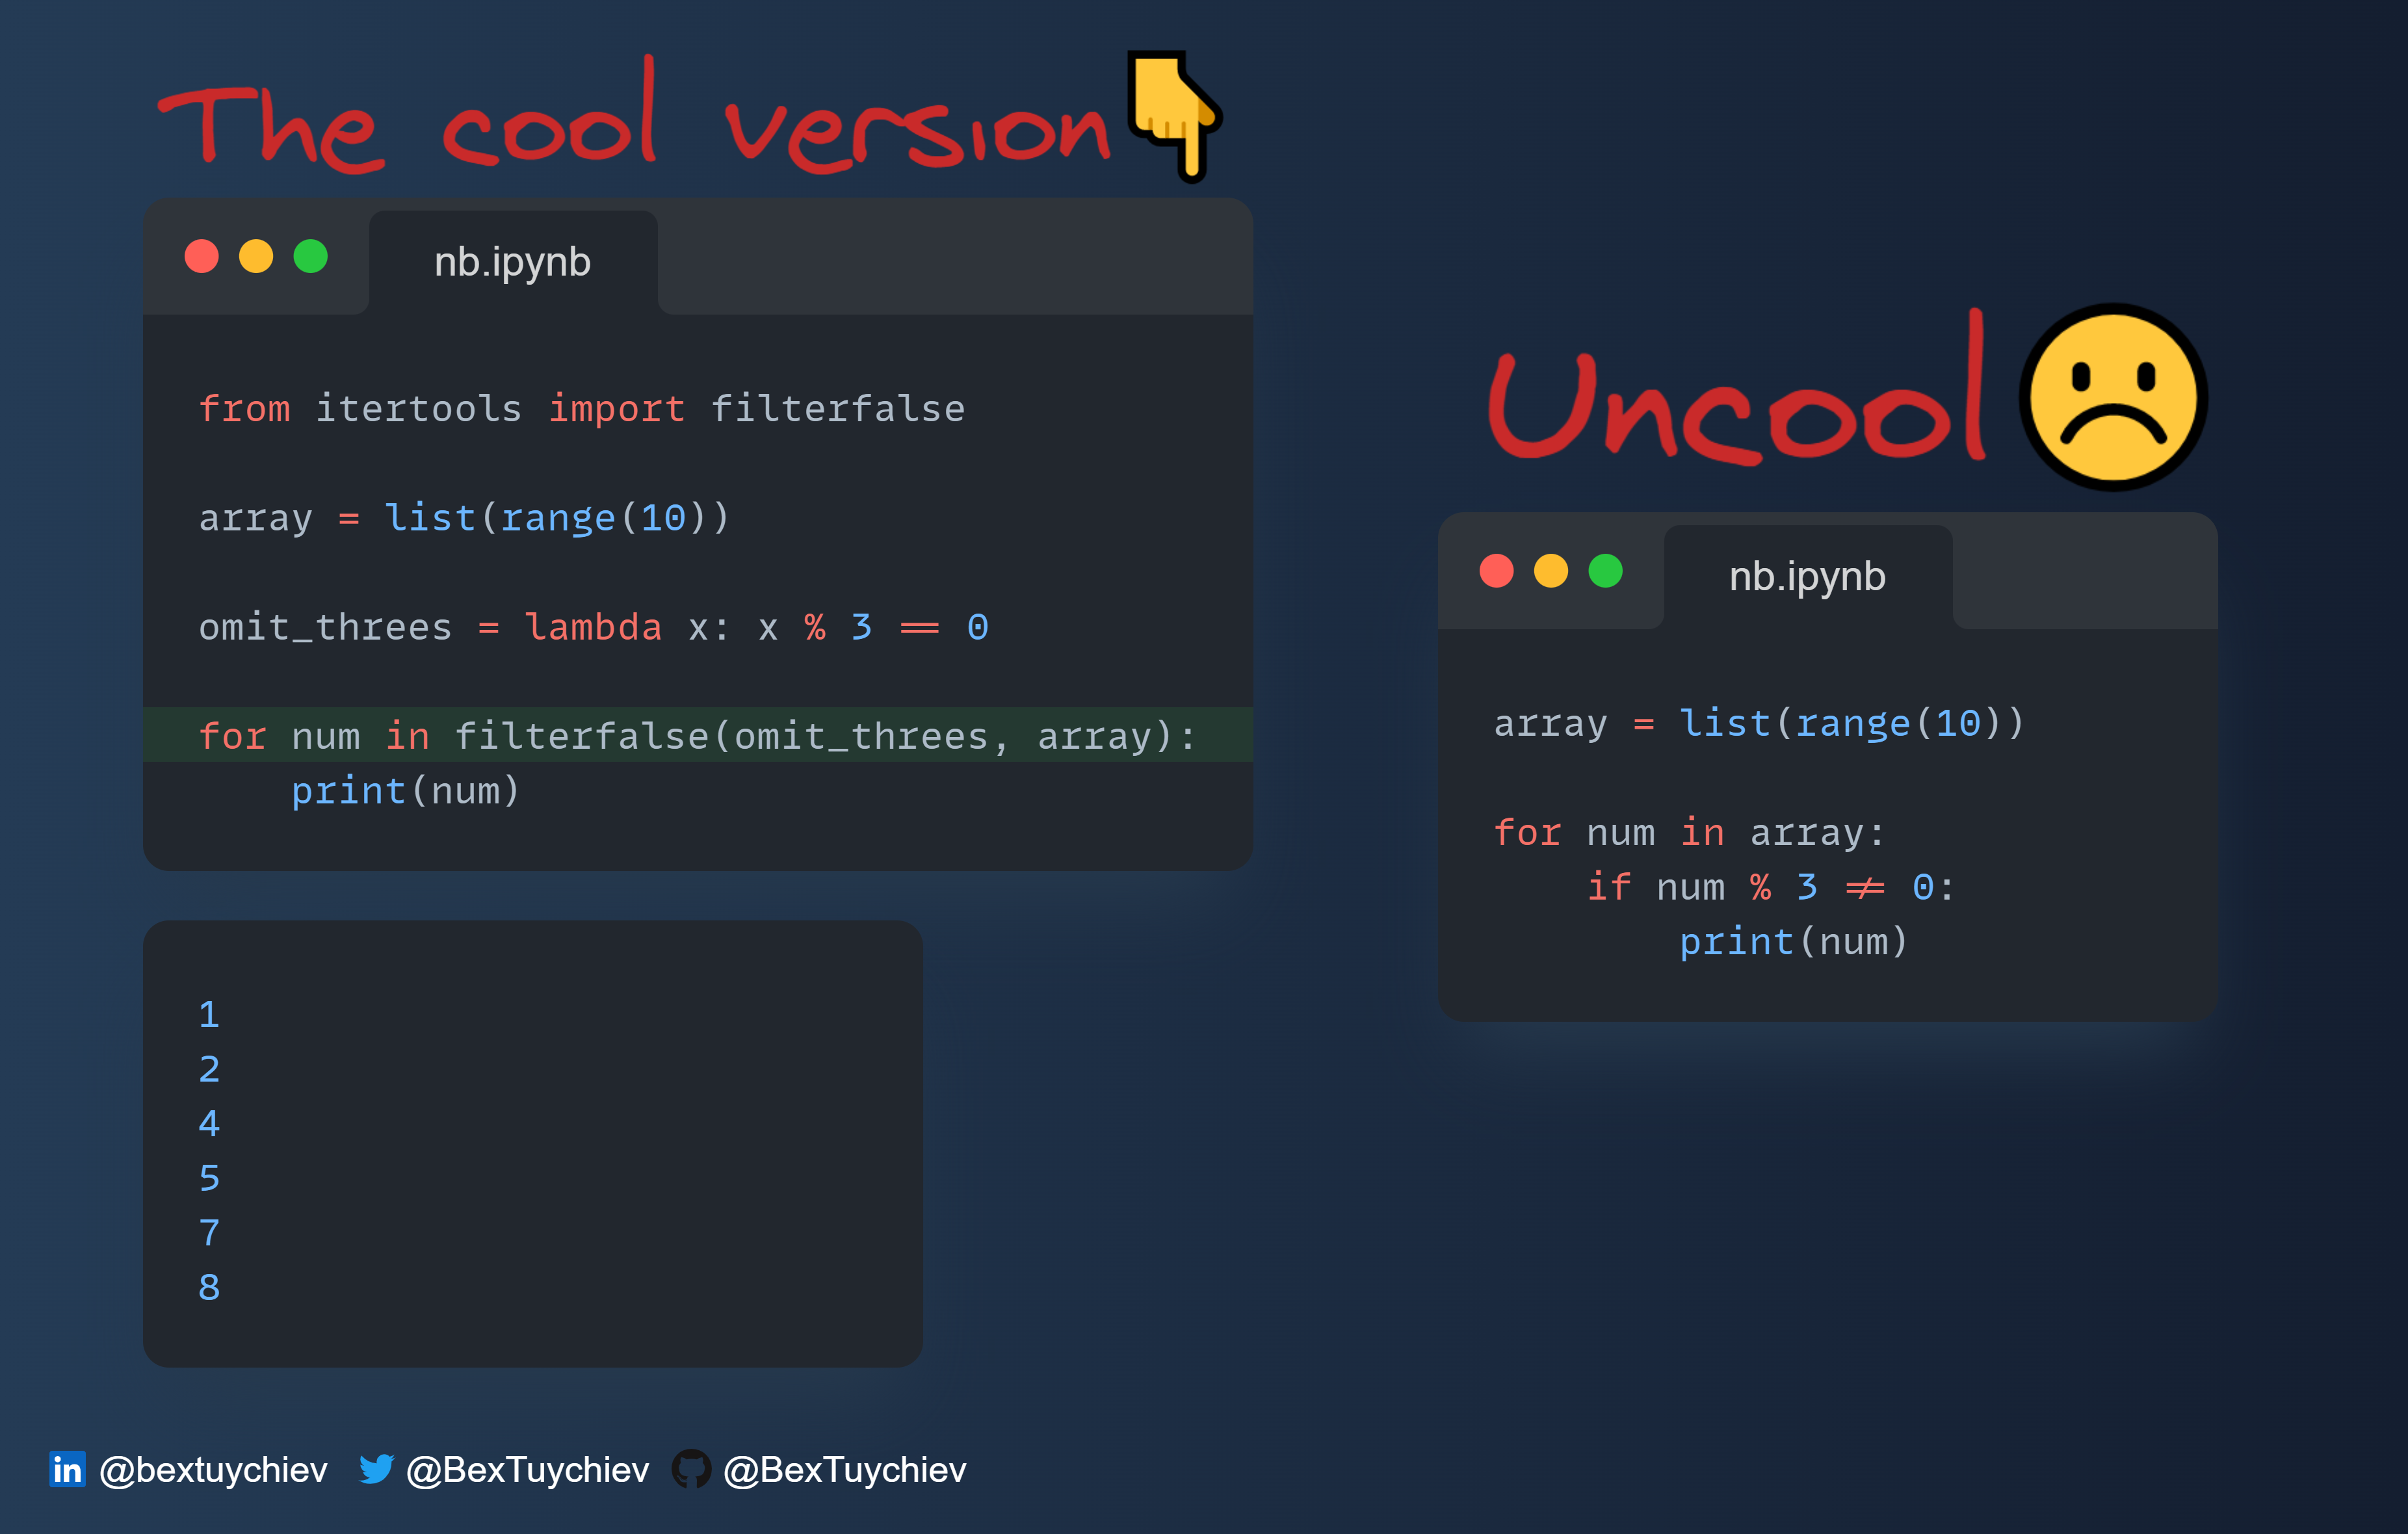 The cool version
nb.ipynb
from itertools import filterfalse
array = list(range(10))
omit_threes = lambda x: x % 3 == 0
for num in filterfalse(omit_threes, array):
    print(num)
1
2
4
5
7
8
Uncool
nb.ipynb
array = list(range(10))
for num in array:
    if num % 3 != 0:
        print(num)
in @bextuychiev @BexTuychiev @BexTuychiev